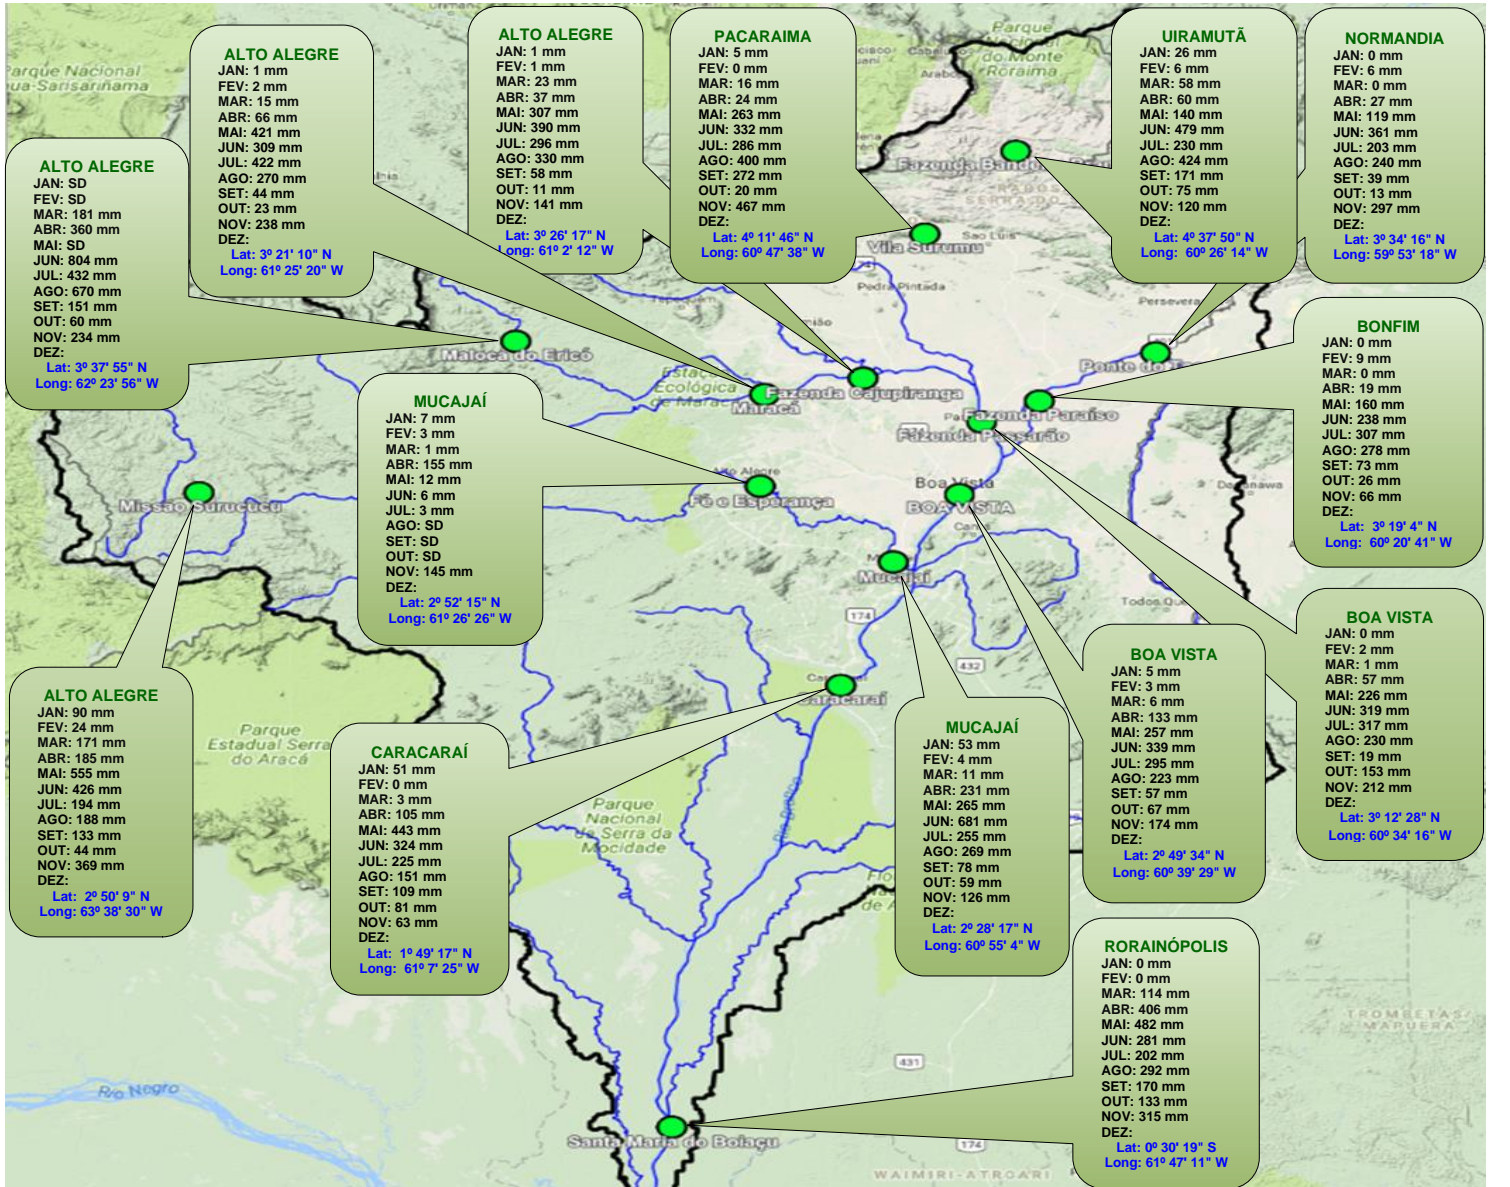 ALTO ALEGRE
JAN: SD
FEV: SD
MAR: 181 mm
ABR: 360 mm
MAI: SD
JUN: 804 mm
JUL: 432 mm
AGO: 670 mm
SET: 151 mm
OUT: 60 mm
NOV: 234 mm
DEZ:
Lat: 3º 37' 55" N
Long: 62º 23' 56" W
ALTO ALEGRE
JAN: 1 mm
FEV: 2 mm
MAR: 15 mm
ABR: 66 mm
MAI: 421 mm
JUN: 309 mm
JUL: 422 mm
AGO: 270 mm
SET: 44 mm
OUT: 23 mm
NOV: 238 mm
DEZ:
Lat: 3º 21' 10" N
Long: 61º 25' 20" W
ALTO ALEGRE
JAN: 1 mm
FEV: 1 mm
MAR: 23 mm
ABR: 37 mm
MAI: 307 mm
JUN: 390 mm
JUL: 296 mm
AGO: 330 mm
SET: 58 mm
OUT: 11 mm
NOV: 141 mm
DEZ:
Lat: 3º 26' 17" N
Long: 61º 2' 12" W
PACARAIMA
JAN: 5 mm
FEV: 0 mm
MAR: 16 mm
ABR: 24 mm
MAI: 263 mm
JUN: 332 mm
JUL: 286 mm
AGO: 400 mm
SET: 272 mm
OUT: 20 mm
NOV: 467 mm
DEZ:
Lat: 4º 11' 46" N
Long: 60º 47' 38" W
UIRAMUTÃ
JAN: 26 mm
FEV: 6 mm
MAR: 58 mm
ABR: 60 mm
MAI: 140 mm
JUN: 479 mm
JUL: 230 mm
AGO: 424 mm
SET: 171 mm
OUT: 75 mm
NOV: 120 mm
DEZ:
Lat: 4º 37' 50" N
Long: 60º 26' 14" W
NORMANDIA
JAN: 0 mm
FEV: 6 mm
MAR: 0 mm
ABR: 27 mm
MAI: 119 mm
JUN: 361 mm
JUL: 203 mm
AGO: 240 mm
SET: 39 mm
OUT: 13 mm
NOV: 297 mm
DEZ:
Lat: 3º 34' 16" N
Long: 59º 53' 18" W
BONFIM
JAN: 0 mm
FEV: 9 mm
MAR: 0 mm
ABR: 19 mm
MAI: 160 mm
JUN: 238 mm
JUL: 307 mm
AGO: 278 mm
SET: 73 mm
OUT: 26 mm
NOV: 66 mm
DEZ:
Lat: 3º 19' 4" N
Long: 60º 20' 41" W
MUCAJAÍ
JAN: 7 mm
FEV: 3 mm
MAR: 1 mm
ABR: 155 mm
MAI: 12 mm
JUN: 6 mm
JUL: 3 mm
AGO: SD
SET: SD
OUT: SD
NOV: 145 mm
DEZ:
Lat: 2º 52' 15" N
Long: 61º 26' 26" W
BOA VISTA
JAN: 0 mm
FEV: 2 mm
MAR: 1 mm
ABR: 57 mm
MAI: 226 mm
JUN: 319 mm
JUL: 317 mm
AGO: 230 mm
SET: 19 mm
OUT: 153 mm
NOV: 212 mm
DEZ:
Lat: 3º 12' 28" N
Long: 60º 34' 16" W
BOA VISTA
JAN: 5 mm
FEV: 3 mm
MAR: 6 mm
ABR: 133 mm
MAI: 257 mm
JUN: 339 mm
JUL: 295 mm
AGO: 223 mm
SET: 57 mm
OUT: 67 mm
NOV: 174 mm
DEZ:
Lat: 2º 49' 34" N
Long: 60º 39' 29" W
ALTO ALEGRE
JAN: 90 mm
FEV: 24 mm
MAR: 171 mm
ABR: 185 mm
MAI: 555 mm
JUN: 426 mm
JUL: 194 mm
AGO: 188 mm
SET: 133 mm
OUT: 44 mm
NOV: 369 mm
DEZ:
Lat: 2º 50' 9" N
Long: 63º 38' 30" W
CARACARAÍ
JAN: 51 mm
FEV: 0 mm
MAR: 3 mm
ABR: 105 mm
MAI: 443 mm
JUN: 324 mm
JUL: 225 mm
AGO: 151 mm
SET: 109 mm
OUT: 81 mm
NOV: 63 mm
DEZ:
Lat: 1º 49' 17" N
Long: 61º 7' 25" W
MUCAJAÍ
JAN: 53 mm
FEV: 4 mm
MAR: 11 mm
ABR: 231 mm
MAI: 265 mm
JUN: 681 mm
JUL: 255 mm
AGO: 269 mm
SET: 78 mm
OUT: 59 mm
NOV: 126 mm
DEZ:
Lat: 2º 28' 17" N
Long: 60º 55' 4" W
RORAINÓPOLIS
JAN: 0 mm
FEV: 0 mm
MAR: 114 mm
ABR: 406 mm
MAI: 482 mm
JUN: 281 mm
JUL: 202 mm
AGO: 292 mm
SET: 170 mm
OUT: 133 mm
NOV: 315 mm
DEZ:
Lat: 0º 30' 19" S
Long: 61º 47' 11" W
Parque Nacional
Parque
do Monte
Roraima
Fazenda
Vila Surumu
Sao Luis
Pedra Pintada
Maloca do Ericó
Ponte do
Estação
Ecológica
de Maracá
Maracá
Fazenda Cajupiranga
Fazenda Paraíso
Fazenda Passarão
Alto Alegre
Fé e Esperança
Boa Vista
BOA VISTA
Missão Surucucu
Mucajaí
174
432
Caracaraí
Parque
Estadual Serra
do Aracá
Parque
Nacional
da Serra da
Mocidade
Rio Branco
Rio Negro
431
Santa Maria do Boiaçu
174
TROMBETAS/
MAPUERA
WAIMIRI-ATROARI